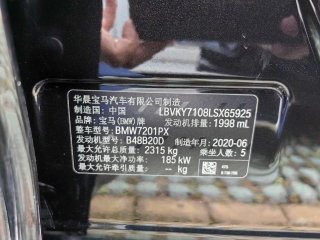 华晨宝马汽车有限公司制造
制造国：中国 LBVKY7108LSX65925
品牌：宝马(BMW)牌 发动机排量：1998 mL
整车型号：BMW7201PX
发动机型号：B48B20D 2020-06
最大允许总质量：2315 kg 乘坐人数：5
发动机最大净功率：185 kW
最大允许牵引质量： kg